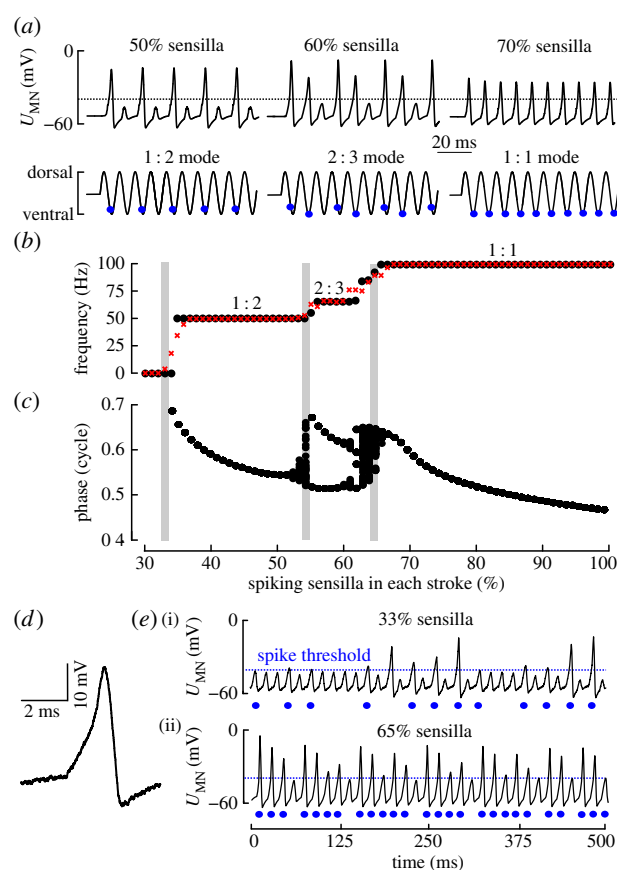 (a)
50% sensilla
60% sensilla
70% sensilla
0
U_MN (mV)
−60
20 ms
1 : 2 mode
2 : 3 mode
1 : 1 mode
dorsal
ventral
(b)
100
75
50
25
0
frequency (Hz)
1 : 2
2 : 3
1 : 1
(c)
0.7
0.6
0.5
0 4
phase (cycle)
30 40 50 60 70 80 90 100
spiking sensilla in each stroke (%)
(d)
10 mV
2 ms
(e) (i)
33% sensilla
0
U_MN (mV)
−60
spike threshold
(ii)
65% sensilla
0
U_MN (mV)
−60
0 125 250 375 500
time (ms)